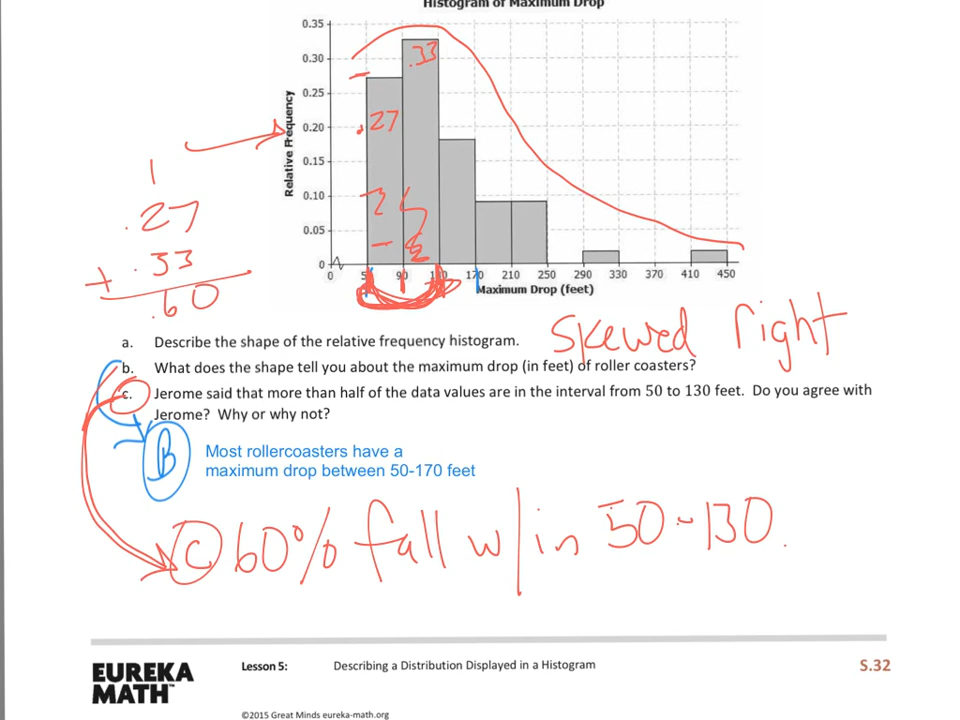 Histogram of Maximum Drop
0.35
0.30
0.25
0.20
0.15
0.10
0.05
0
Relative Frequency
.33
.27
0 90 170 210 250 290 330 370 410 450
Maximum Drop (feet)
1
.27
+ .33
.60
a. Describe the shape of the relative frequency histogram.
Skewed right
b. What does the shape tell you about the maximum drop (in feet) of roller coasters?
c. Jerome said that more than half of the data values are in the interval from 50 to 130 feet. Do you agree with
Jerome? Why or why not?
B
Most rollercoasters have a
maximum drop between 50-170 feet
C 60% fall w/in 50-130.
EUREKA
MATH™
Lesson 5: Describing a Distribution Displayed in a Histogram
S.32
©2015 Great Minds eureka-math.org